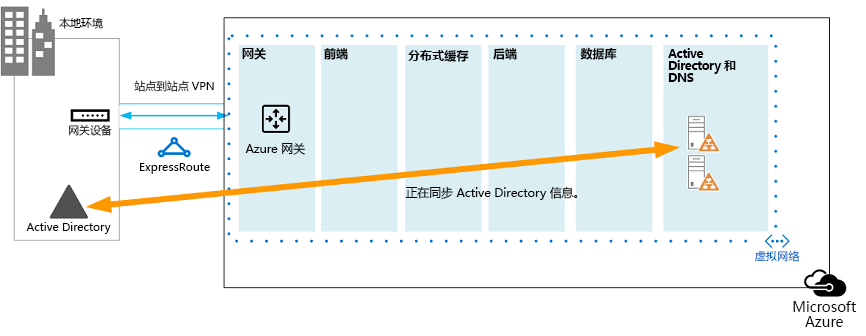 本地环境
站点到站点 VPN
网关设备
ExpressRoute
Active Directory
网关
前端
分布式缓存
后端
数据库
Active
Directory 和
DNS
Azure 网关
正在同步 Active Directory 信息。
虚拟网络
Microsoft
Azure